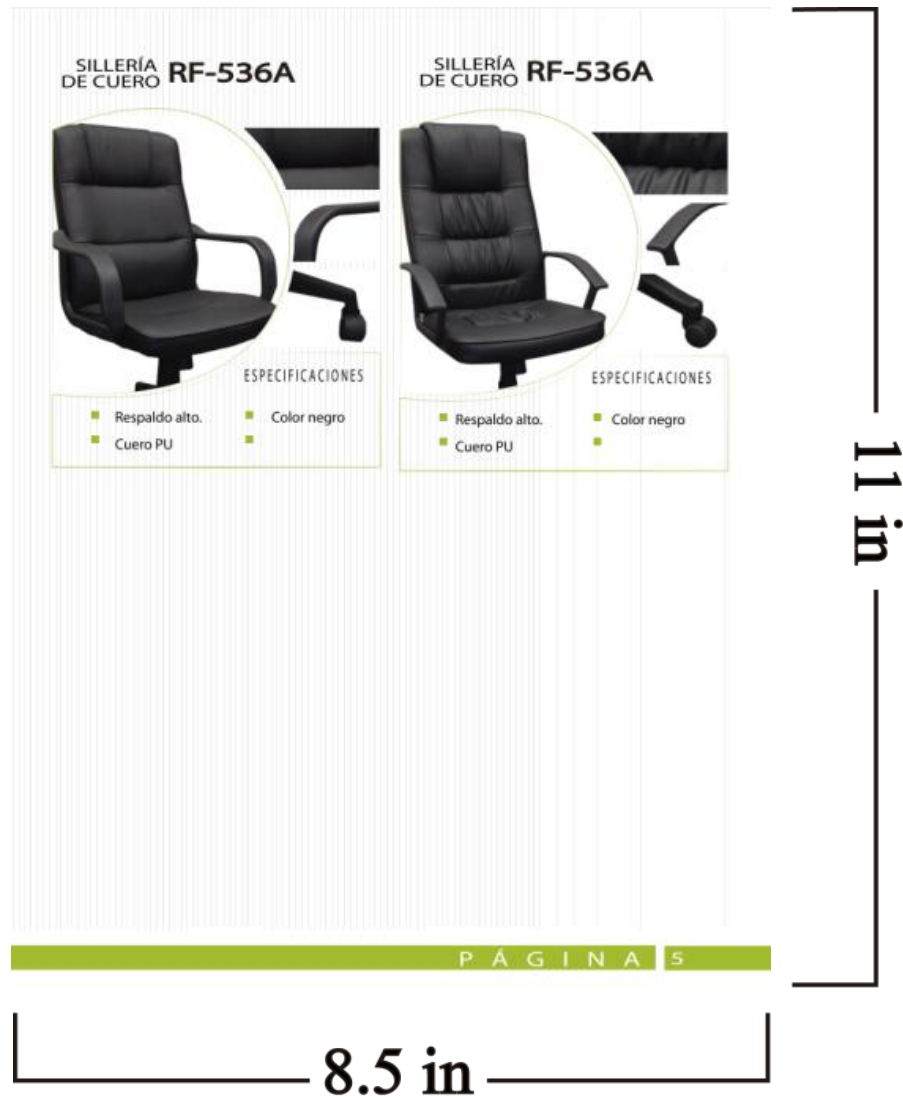 SILLERÍA
DE CUERO RF-536A
SILLERÍA
DE CUERO RF-536A
ESPECIFICACIONES
Respaldo alto.
Color negro
Cuero PU
ESPECIFICACIONES
Respaldo alto.
Color negro
Cuero PU
11 in
PÁGINA 5
8.5 in